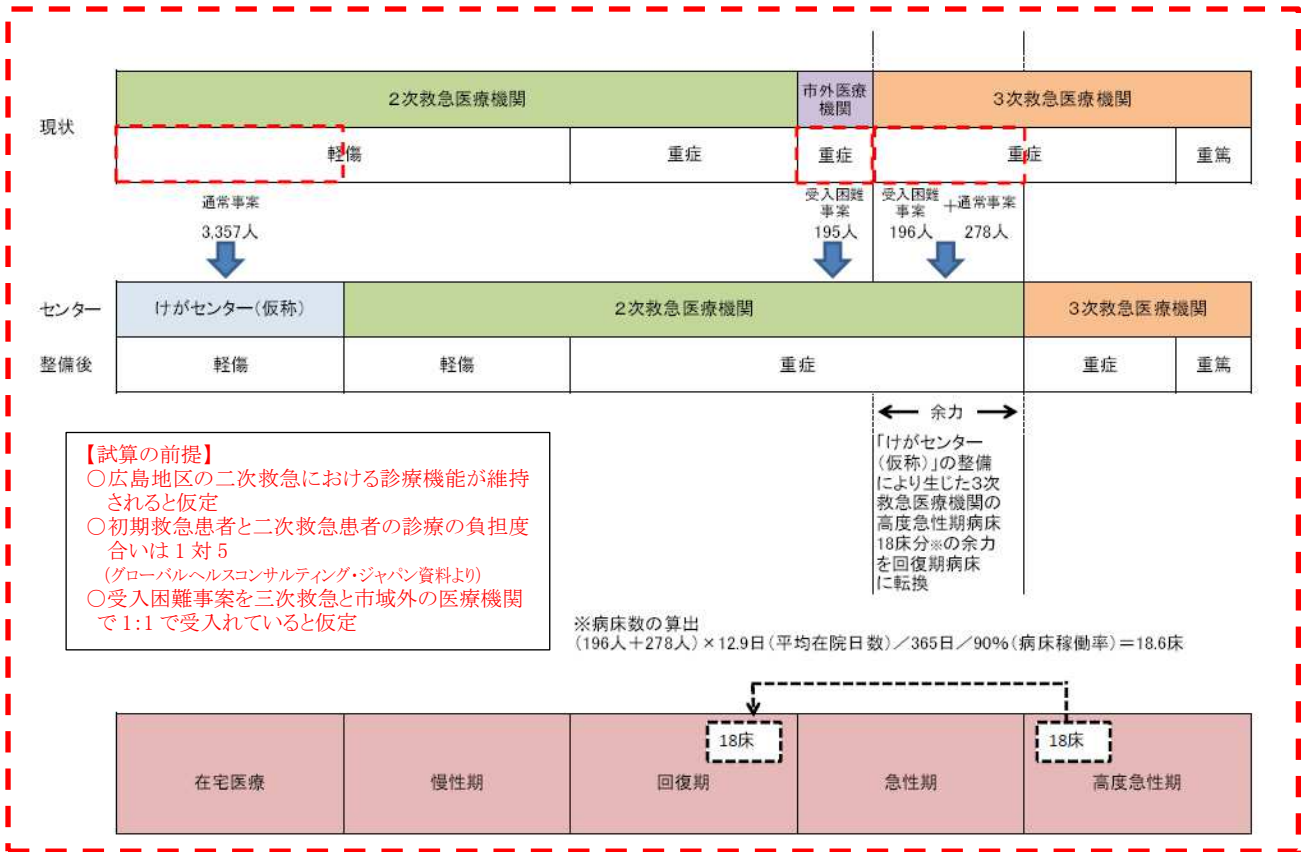 現状
2次救急医療機関
市外医療
機関
3次救急医療機関
軽傷
重症
重症
重症
重篤
通常事案
3,357人
受入困難
事案
195人
受入困難
事案
196人
+通常事案
278人
センター
整備後
けがセンター(仮称)
2次救急医療機関
3次救急医療機関
軽傷
軽傷
重症
重症
重篤
← 余力 →
「けがセンター
(仮称)」の整備
により生じた3次
救急医療機関の
高度急性期病床
18床分※の余力
を回復期病床
に転換
【試算の前提】
○広島地区の二次救急における診療機能が維持
されると仮定
○初期救急患者と二次救急患者の診療の負担度
合いは1対5
(グローバルヘルスコンサルティング・ジャパン資料より)
○受入困難事案を三次救急と市域外の医療機関
で1:1で受入れていると仮定
※病床数の算出
(196人+278人)×12.9日(平均在院日数)/365日/90%(病床稼働率)=18.6床
在宅医療
慢性期
回復期
18床
急性期
高度急性期
18床